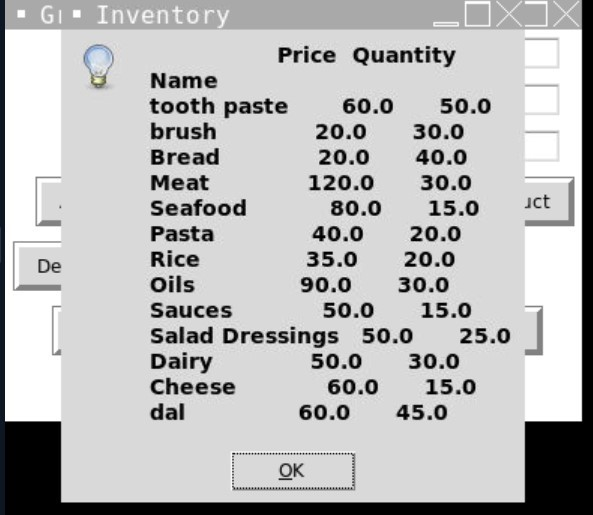 Gr
Inventory
Price Quantity
Name
tooth paste 60.0 50.0
brush 20.0 30.0
Bread 20.0 40.0
Meat 120.0 30.0
Seafood 80.0 15.0
Pasta 40.0 20.0
Rice 35.0 20.0
Oils 90.0 30.0
Sauces 50.0 15.0
Salad Dressings 50.0 25.0
Dairy 50.0 30.0
Cheese 60.0 15.0
dal 60.0 45.0
uct
De
OK